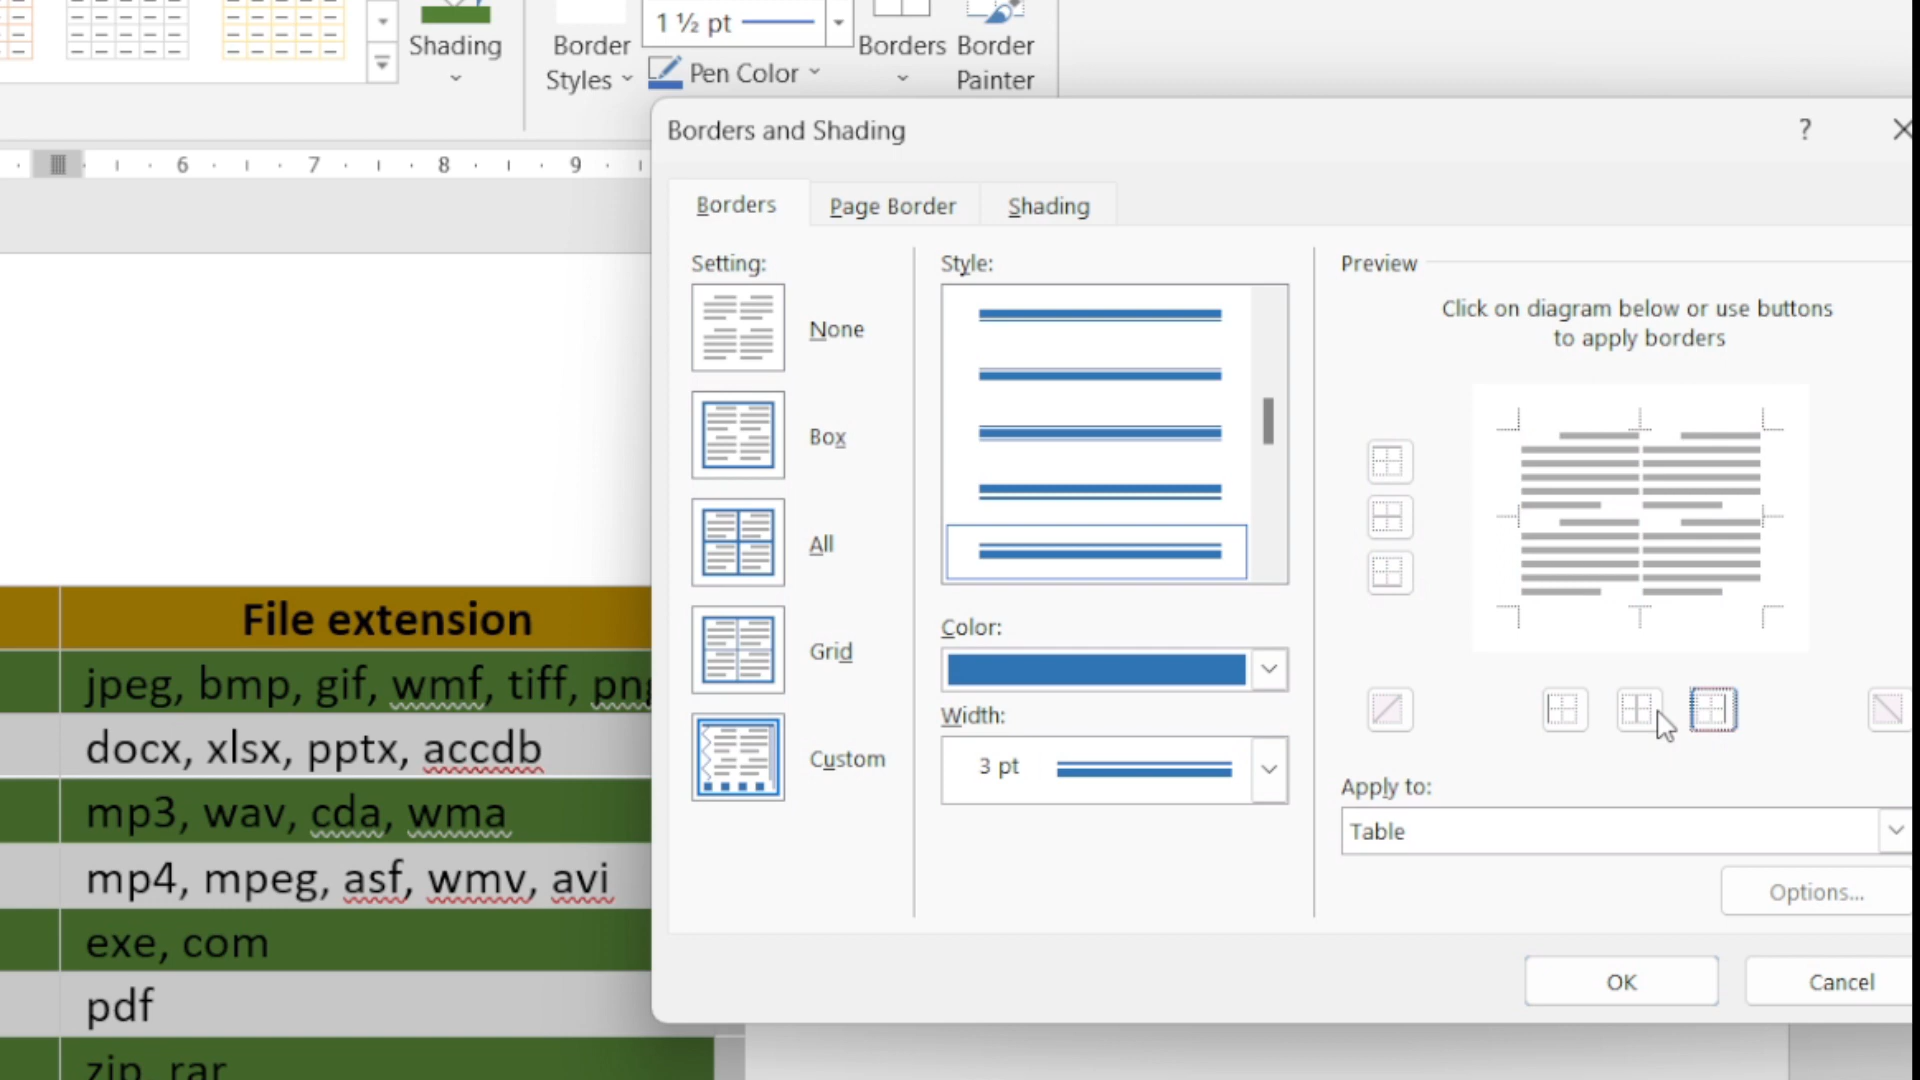 1 ½ pt
Shading
Border
Styles
Pen Color
Borders
Border
Painter
6 7 8 9
Borders and Shading
?
Borders
Page Border
Shading
Setting:
None
Box
All
Grid
Custom
Style:
Color:
Width:
3 pt
Preview
Click on diagram below or use buttons
to apply borders
Apply to:
Table
Options...
OK
Cancel
File extension
jpeg, bmp, gif, wmf, tiff, png
docx, xlsx, pptx, accdb
mp3, wav, cda, wma
mp4, mpeg, asf, wmv, avi
exe, com
pdf
zip, rar